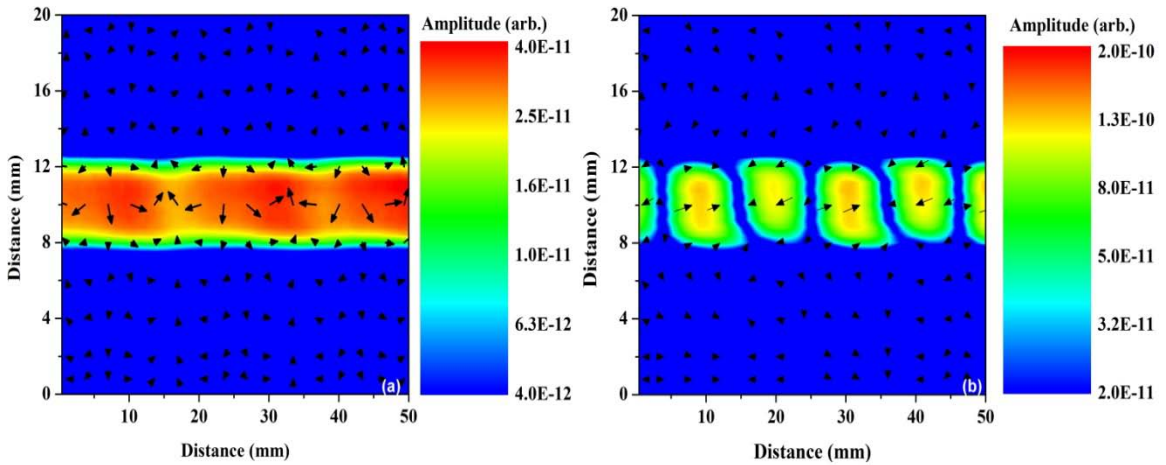 Amplitude (arb.)
20
16
12
8
4
0
Distance (mm)
10
20
30
40
50
Distance (mm)
(a)
4.0E-11
2.5E-11
1.6E-11
1.0E-11
6.3E-12
4.0E-12
Amplitude (arb.)
20
16
12
8
4
0
Distance (mm)
10
20
30
40
50
Distance (mm)
(b)
2.0E-10
1.3E-10
8.0E-11
5.0E-11
3.2E-11
2.0E-11